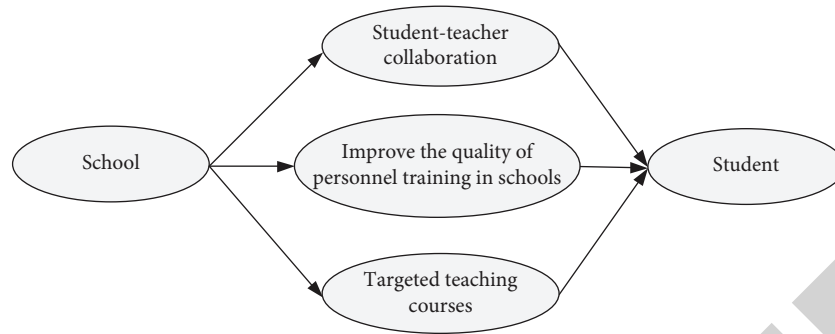 Student-teacher
collaboration
School
Improve the quality of
personnel training in schools
Student
Targeted teaching
courses